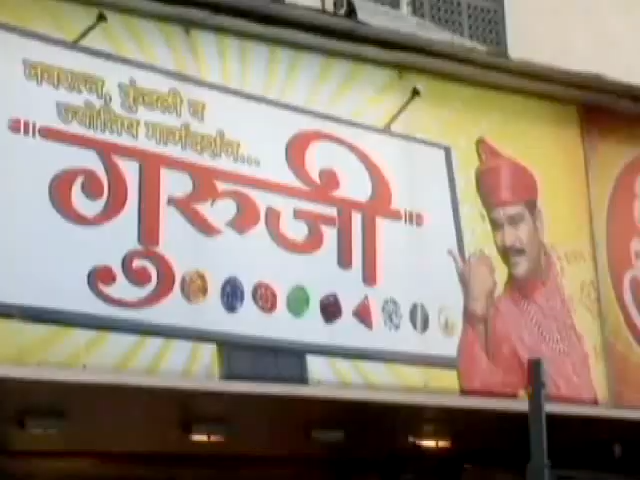 नवरत्न, कुंडली व
ज्योतिष मार्गदर्शन...
गुरुजी